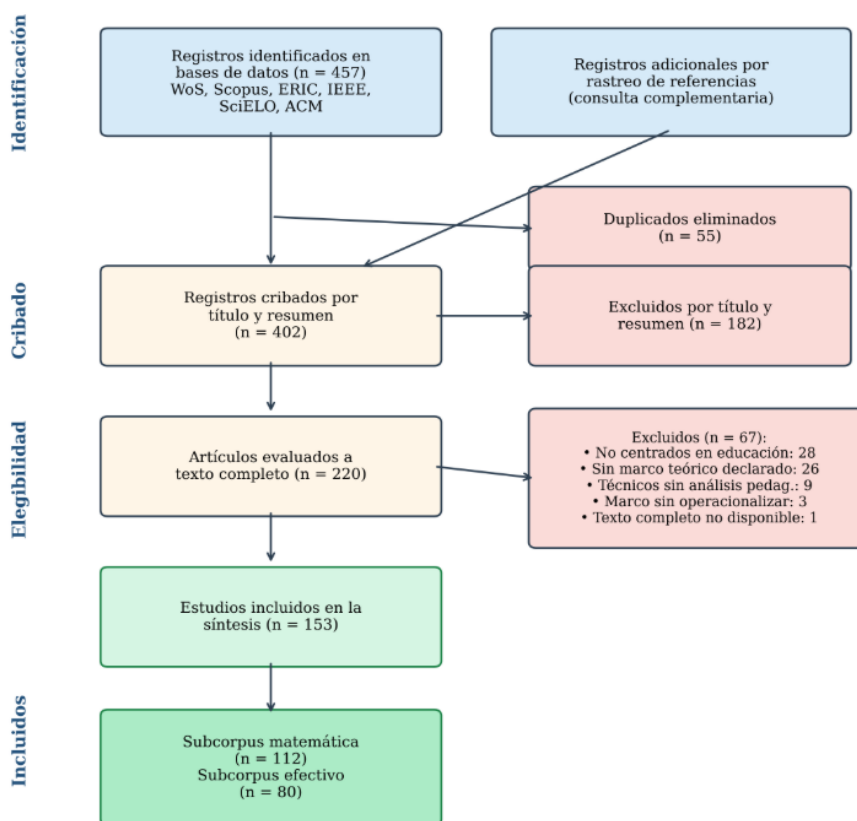 Identificación
Registros identificados en
bases de datos (n = 457)
WoS, Scopus, ERIC, IEEE,
SciELO, ACM
Registros adicionales por
rastreo de referencias
(consulta complementaria)
Duplicados eliminados
(n = 55)
Cribado
Registros cribados por
título y resumen
(n = 402)
Excluidos por título y
resumen (n = 182)
Elegibilidad
Artículos evaluados a
texto completo (n = 220)
Excluidos (n = 67):
• No centrados en educación: 28
• Sin marco teórico declarado: 26
• Técnicos sin análisis pedag.: 9
• Marco sin operacionalizar: 3
• Texto completo no disponible: 1
Estudios incluidos en la
síntesis (n = 153)
Incluidos
Subcorpus matemática
(n = 112)
Subcorpus efectivo
(n = 80)